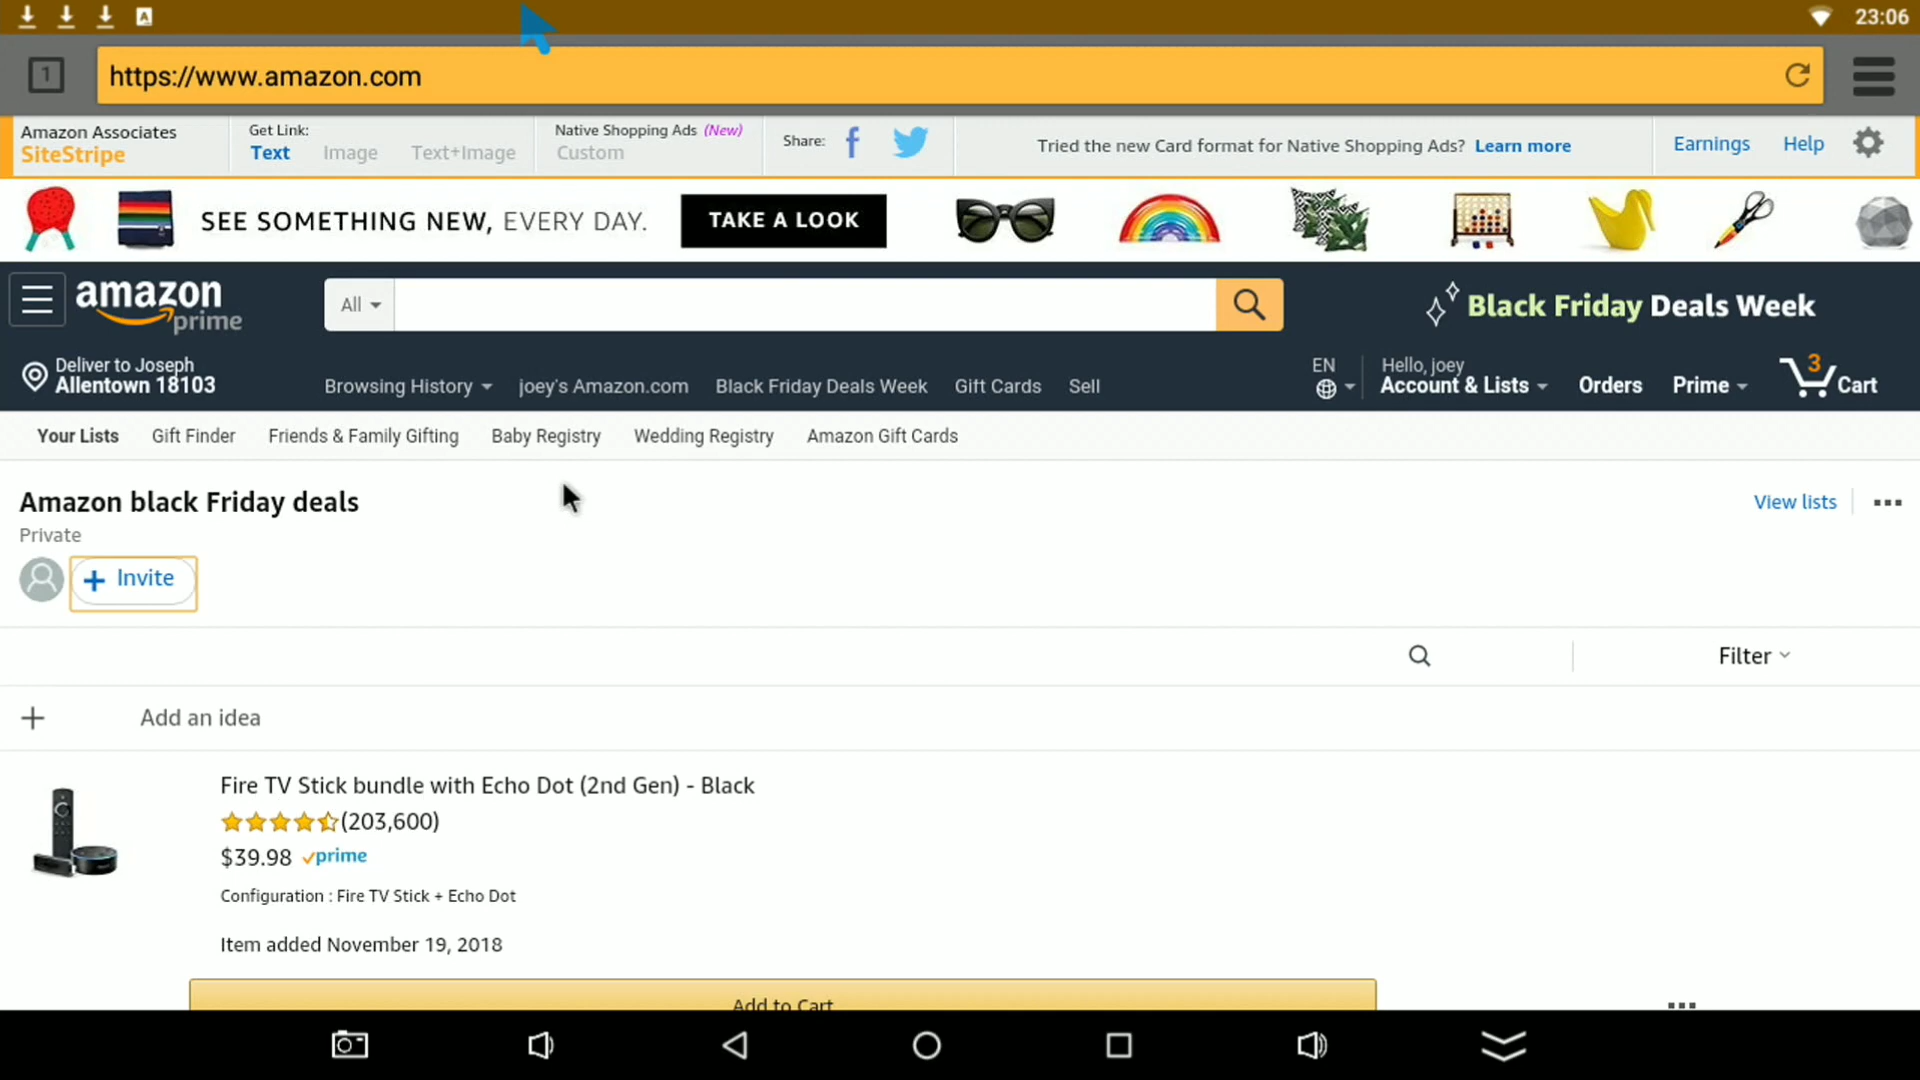 23:06
1
https://www.amazon.com
Amazon Associates
SiteStripe
Get Link:
Text Image Text+Image
Native Shopping Ads (New)
Custom
Share:
Tried the new Card format for Native Shopping Ads? Learn more
Earnings Help
SEE SOMETHING NEW, EVERY DAY. TAKE A LOOK
amazon
prime
All
Black Friday Deals Week
Deliver to Joseph
Allentown 18103
Browsing History joey's Amazon.com Black Friday Deals Week Gift Cards Sell
EN
Hello, joey
Account & Lists
Orders
Prime
3
Cart
Your Lists Gift Finder Friends & Family Gifting Baby Registry Wedding Registry Amazon Gift Cards
Amazon black Friday deals
View lists
Private
+ Invite
Filter
+ Add an idea
Fire TV Stick bundle with Echo Dot (2nd Gen) - Black
(203,600)
$39.98 prime
Configuration : Fire TV Stick + Echo Dot
Item added November 19, 2018
Add to Cart